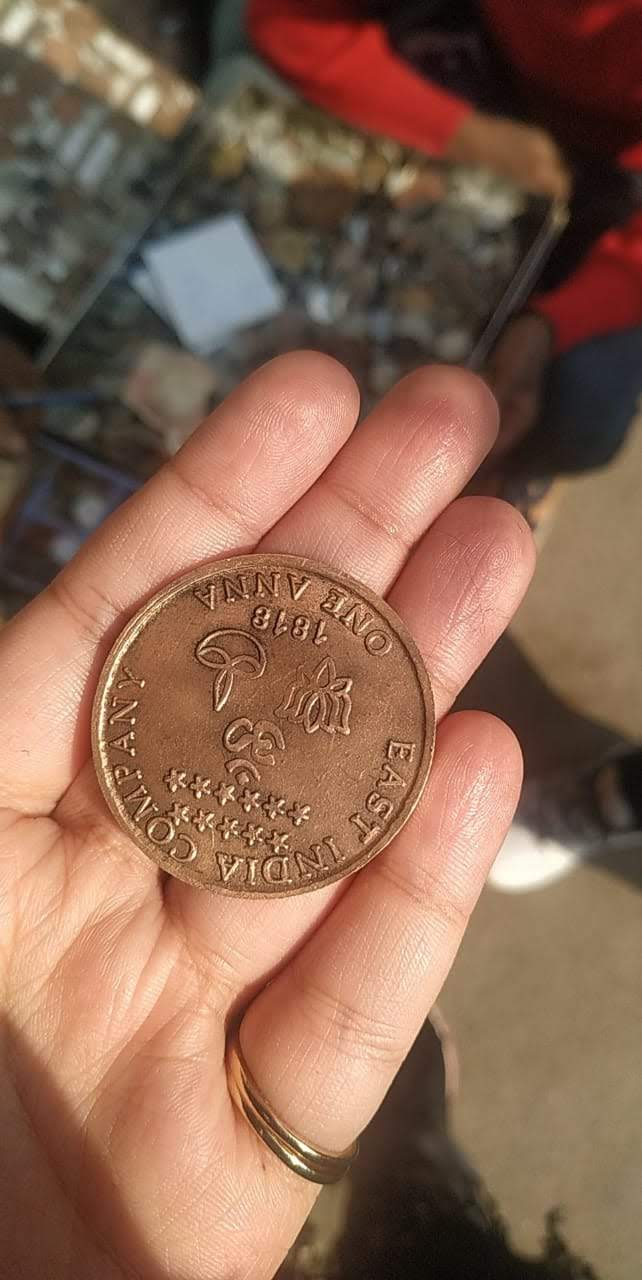 EAST INDIA COMPANY
ॐ
1818
ONE ANNA